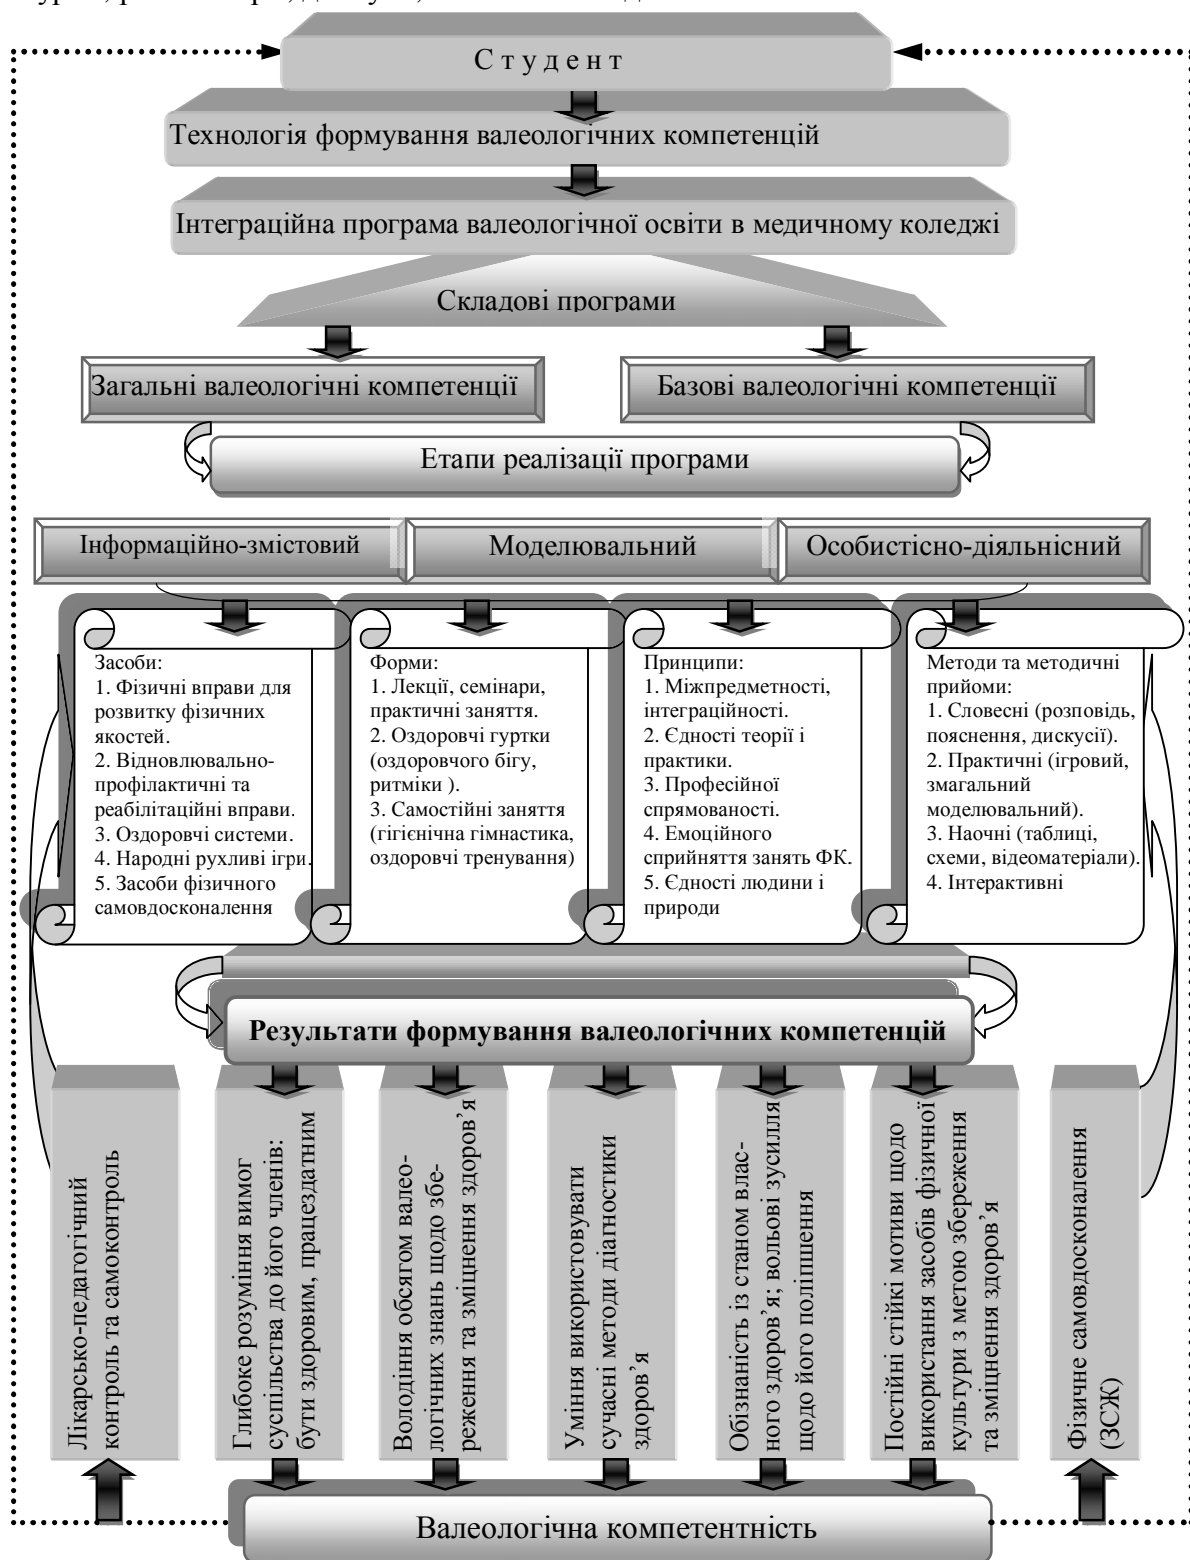 С т у д е н т
Технологія формування валеологічних компетенцій
Інтеграційна програма валеологічної освіти в медичному коледжі
Складові програми
Загальні валеологічні компетенції
Базові валеологічні компетенції
Етапи реалізації програми
Інформаційно-змістовий
Моделювальний
Особистісно-діяльнісний
Засоби:
1. Фізичні вправи для
розвитку фізичних
якостей.
2. Відновлювально-
профілактичні та
реабілітаційні вправи.
3. Оздоровчі системи.
4. Народні рухливі ігри.
5. Засоби фізичного
самовдосконалення
Форми:
1. Лекції, семінари,
практичні заняття.
2. Оздоровчі гуртки
(оздоровчого бігу,
ритміки ).
3. Самостійні заняття
(гігієнічна гімнастика,
оздоровчі тренування)
Принципи:
1. Міжпредметності,
інтеграційності.
2. Єдності теорії і
практики.
3. Професійної
спрямованості.
4. Емоційного
сприйняття занять ФК.
5. Єдності людини і
природи
Методи та методичні
прийоми:
1. Словесні (розповідь,
пояснення, дискусії).
2. Практичні (ігровий,
змагальний
моделювальний).
3. Наочні (таблиці,
схеми, відеоматеріали).
4. Інтерактивні
Результати формування валеологічних компетенцій
Лікарсько-педагогічний
контроль та самоконтроль
Глибоке розуміння вимог
суспільства до його членів:
бути здоровим, працездатним
Володіння обсягом валео-
логічних знань щодо збе-
реження та зміцнення здоров’я
Уміння використовувати
сучасні методи діагностики
здоров’я
Обізнаність із станом влас-
ного здоров’я; вольові зусилля
щодо його поліпшення
Постійні стійкі мотиви щодо
використання засобів фізичної
культури з метою збереження
та зміцнення здоров’я
Фізичне самовдосконалення
(ЗСЖ)
Валеологічна компетентність